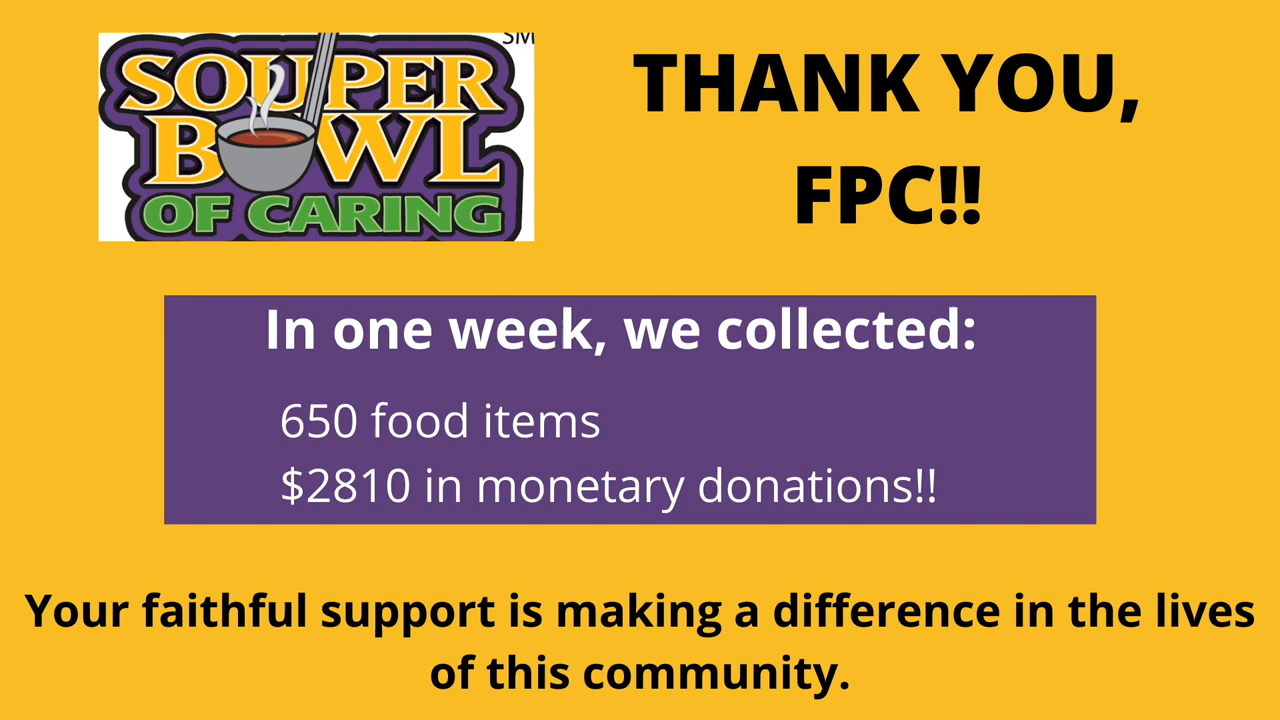 SOUPER
BOWL
OF CARING
SM
THANK YOU,
FPC!!
In one week, we collected:
650 food items
$2810 in monetary donations!!
Your faithful support is making a difference in the lives
of this community.